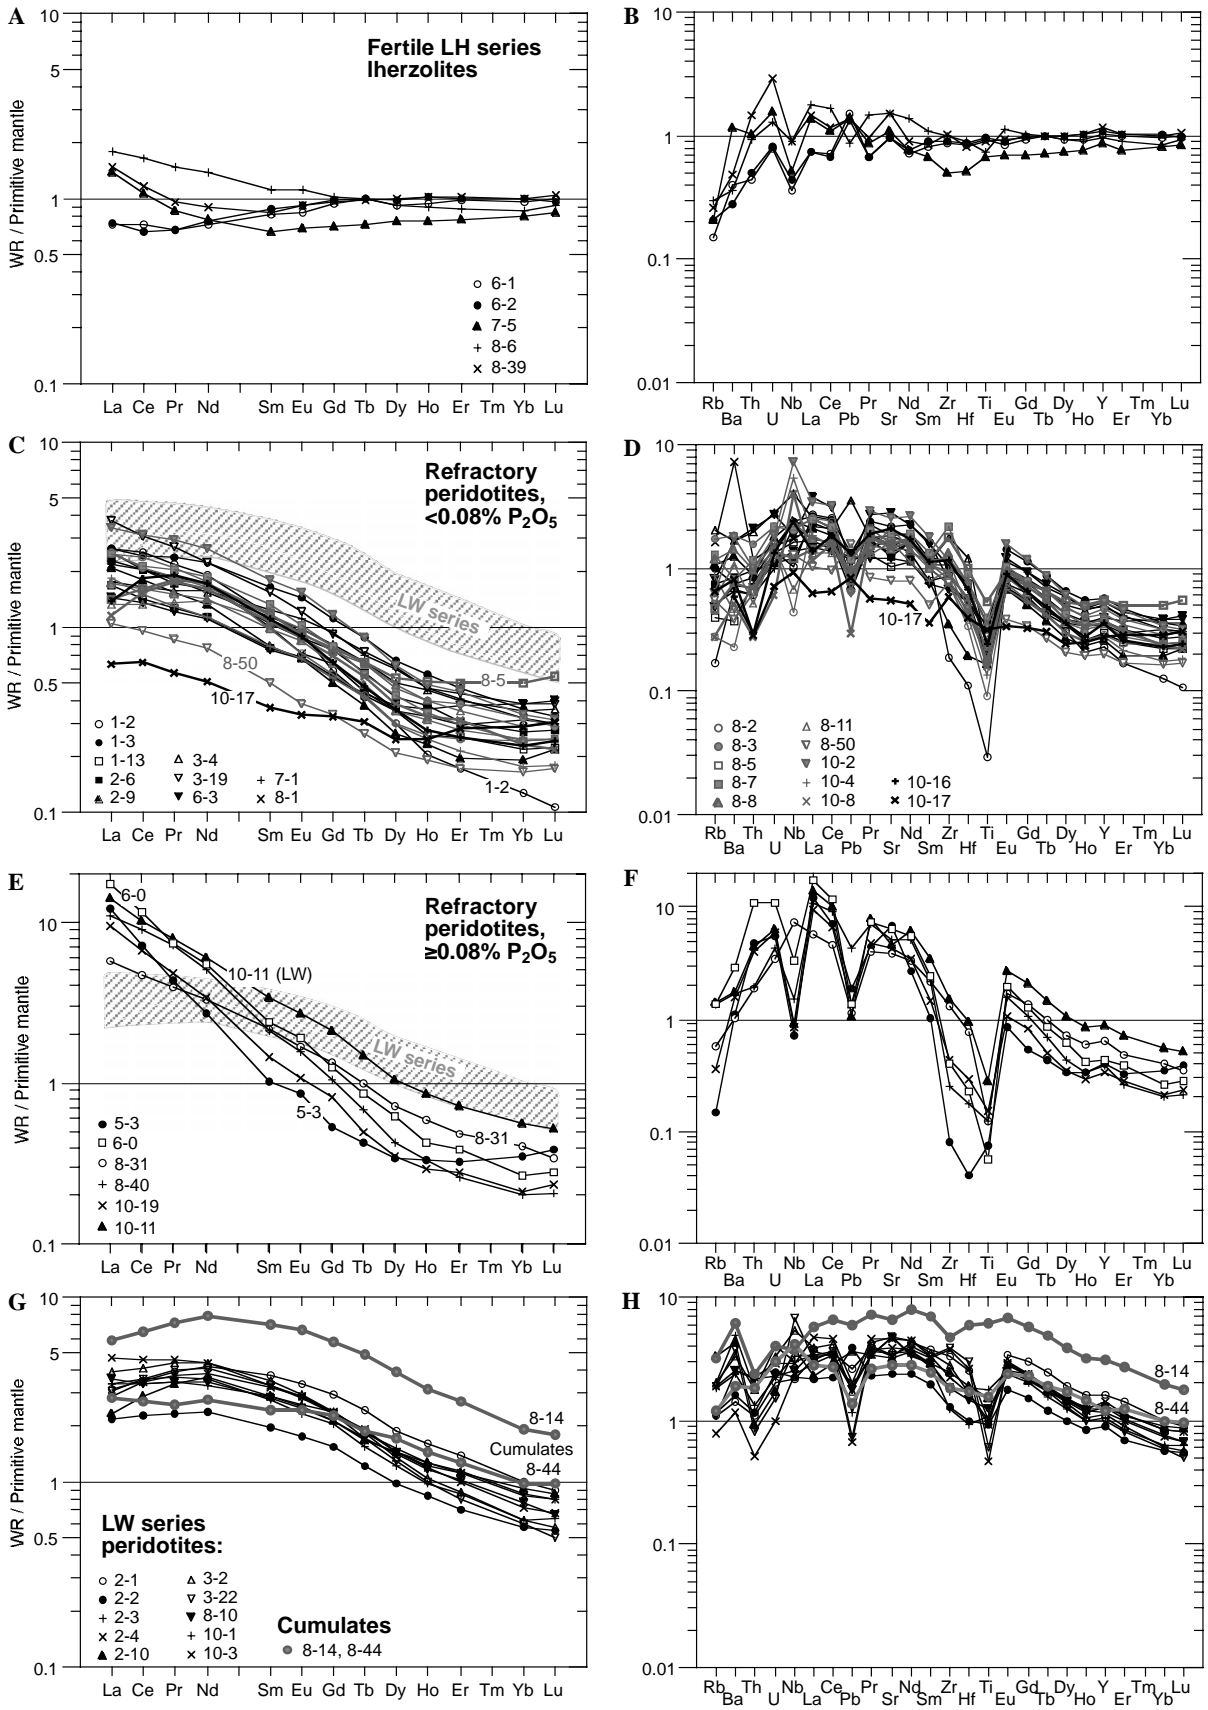 A
10
5
1
0.5
0.1
WR / Primitive mantle
Fertile LH series
lherzolites
6-1
6-2
7-5
8-6
8-39
La Ce Pr Nd Sm Eu Gd Tb Dy Ho Er Tm Yb Lu
B
10
1
0.1
0.01
Rb Ba Th U Nb La Ce Pb Pr Sr Nd Sm Zr Hf Ti Eu Gd Tb Dy Ho Y Er Tm Yb Lu
C
10
5
1
0.5
0.1
WR / Primitive mantle
Refractory
peridotites,
<0.08% P₂O₅
LW series
8-50
8-5
10-17
1-2
1-2
1-3
1-13
2-6
2-9
3-4
3-19
6-3
7-1
8-1
La Ce Pr Nd Sm Eu Gd Tb Dy Ho Er Tm Yb Lu
D
10
1
0.1
0.01
10-17
8-2
8-3
8-5
8-7
8-8
8-11
8-50
10-2
10-4
10-8
10-16
10-17
Rb Ba Th U Nb La Ce Pb Pr Sr Nd Sm Zr Hf Ti Eu Gd Tb Dy Ho Y Er Tm Yb Lu
E
10
1
0.1
WR / Primitive mantle
6-0
Refractory
peridotites,
≥0.08% P₂O₅
10-11 (LW)
LW series
5-3
8-31
5-3
6-0
8-31
8-40
10-19
10-11
La Ce Pr Nd Sm Eu Gd Tb Dy Ho Er Tm Yb Lu
F
10
1
0.1
0.01
Rb Ba Th U Nb La Ce Pb Pr Sr Nd Sm Zr Hf Ti Eu Gd Tb Dy Ho Y Er Tm Yb Lu
G
10
5
1
0.5
0.1
WR / Primitive mantle
8-14
Cumulates
8-44
LW series
peridotites:
2-1
2-2
2-3
2-4
2-10
3-2
3-22
8-10
10-1
10-3
Cumulates
8-14, 8-44
La Ce Pr Nd Sm Eu Gd Tb Dy Ho Er Tm Yb Lu
H
10
1
0.1
0.01
8-14
8-44
Rb Ba Th U Nb La Ce Pb Pr Sr Nd Sm Zr Hf Ti Eu Gd Tb Dy Ho Y Er Tm Yb Lu